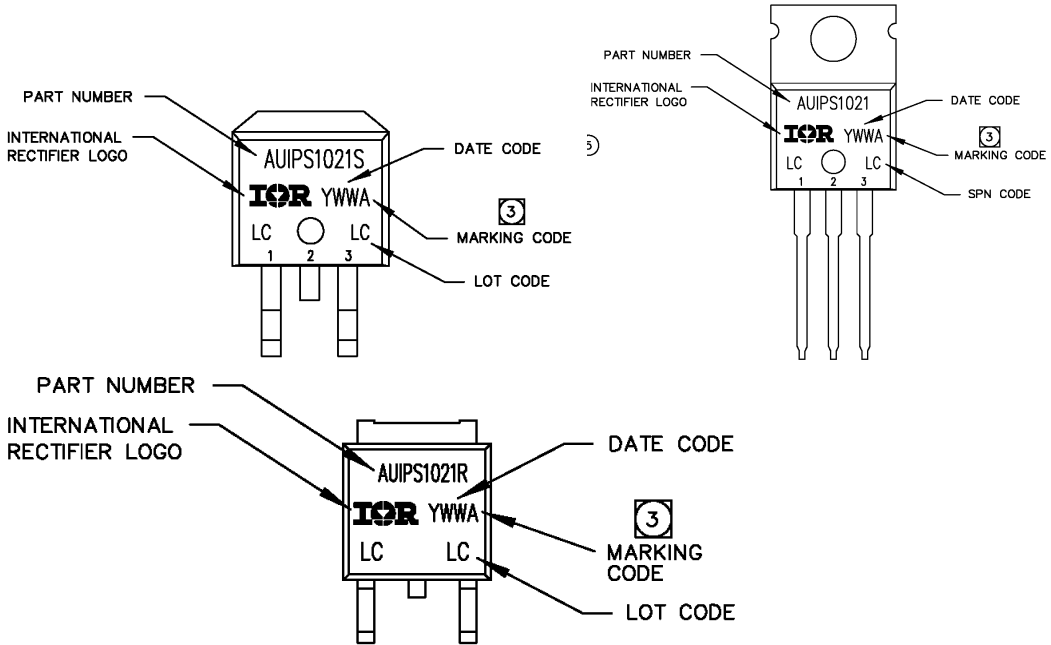 PART NUMBER
INTERNATIONAL
RECTIFIER LOGO
AUIPS1021S
IOR YWWA
LC LC
1 2 3
DATE CODE
3
MARKING CODE
LOT CODE
PART NUMBER
INTERNATIONAL
RECTIFIER LOGO
5
AUIPS1021
IOR YWWA
LC LC
1 2 3
DATE CODE
3
MARKING CODE
SPN CODE
PART NUMBER
INTERNATIONAL
RECTIFIER LOGO
AUIPS1021R
IOR YWWA
LC LC
DATE CODE
3
MARKING
CODE
LOT CODE